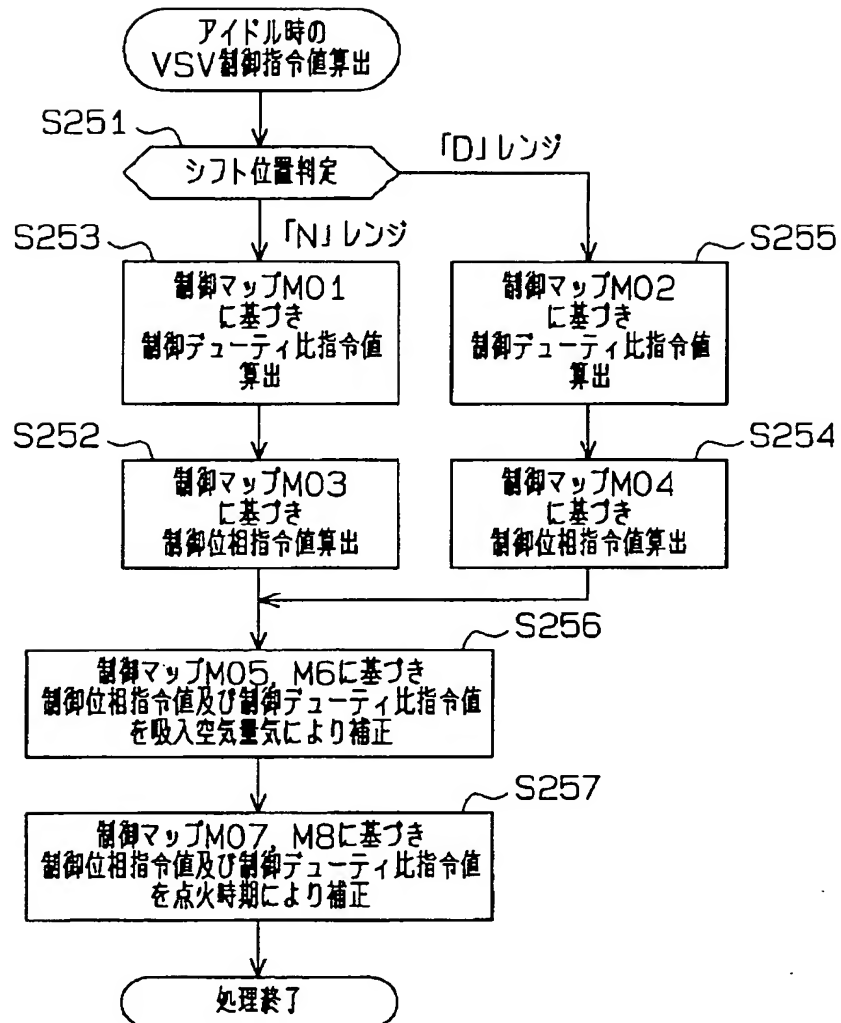 アイドル時の
VSV制御指令値算出
S251
シフト位置判定
「D」レンジ
「N」レンジ
S253
制御マップM01
に基づき
制御デューティ比指令値
算出
S255
制御マップM02
に基づき
制御デューティ比指令値
算出
S252
制御マップM03
に基づき
制御位相指令値算出
S254
制御マップM04
に基づき
制御位相指令値算出
S256
制御マップM05, M6に基づき
制御位相指令値及び制御デューティ比指令値
を吸入空気量気により補正
S257
制御マップM07, M8に基づき
制御位相指令値及び制御デューティ比指令値
を点火時期により補正
処理終了